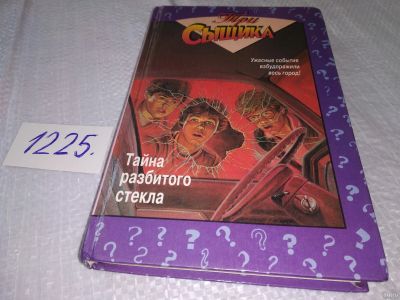 Три
Сыщика
Ужасные события
взбудоражили
весь город!
1225.
Тайна
разбитого
стекла